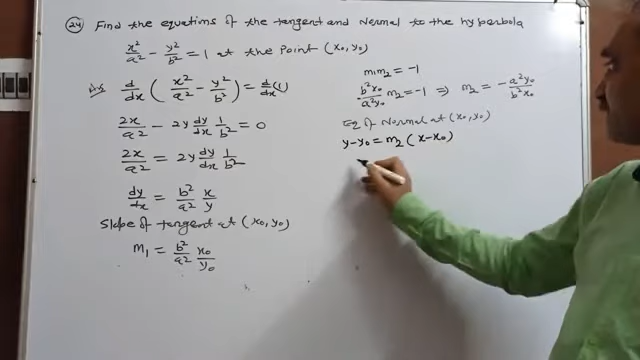 24 Find the equations of the tangent and Normal to the hyperbola
x²/a² - y²/b² = 1 at the point (x₀, y₀)
Ans d/dx (x²/a² - y²/b²) = d/dx (1)
2x/a² - 2y dy/dx 1/b² = 0
2x/a² = 2y dy/dx 1/b²
dy/dx = b²/a² x/y
Slope of tangent at (x₀, y₀)
m₁ = b²/a² x₀/y₀
m₁m₂ = -1
b²x₀/a²y₀ m₂ = -1 ⇒ m₂ = -a²y₀/b²x₀
Eq of Normal at (x₀, y₀)
y-y₀ = m₂ (x-x₀)